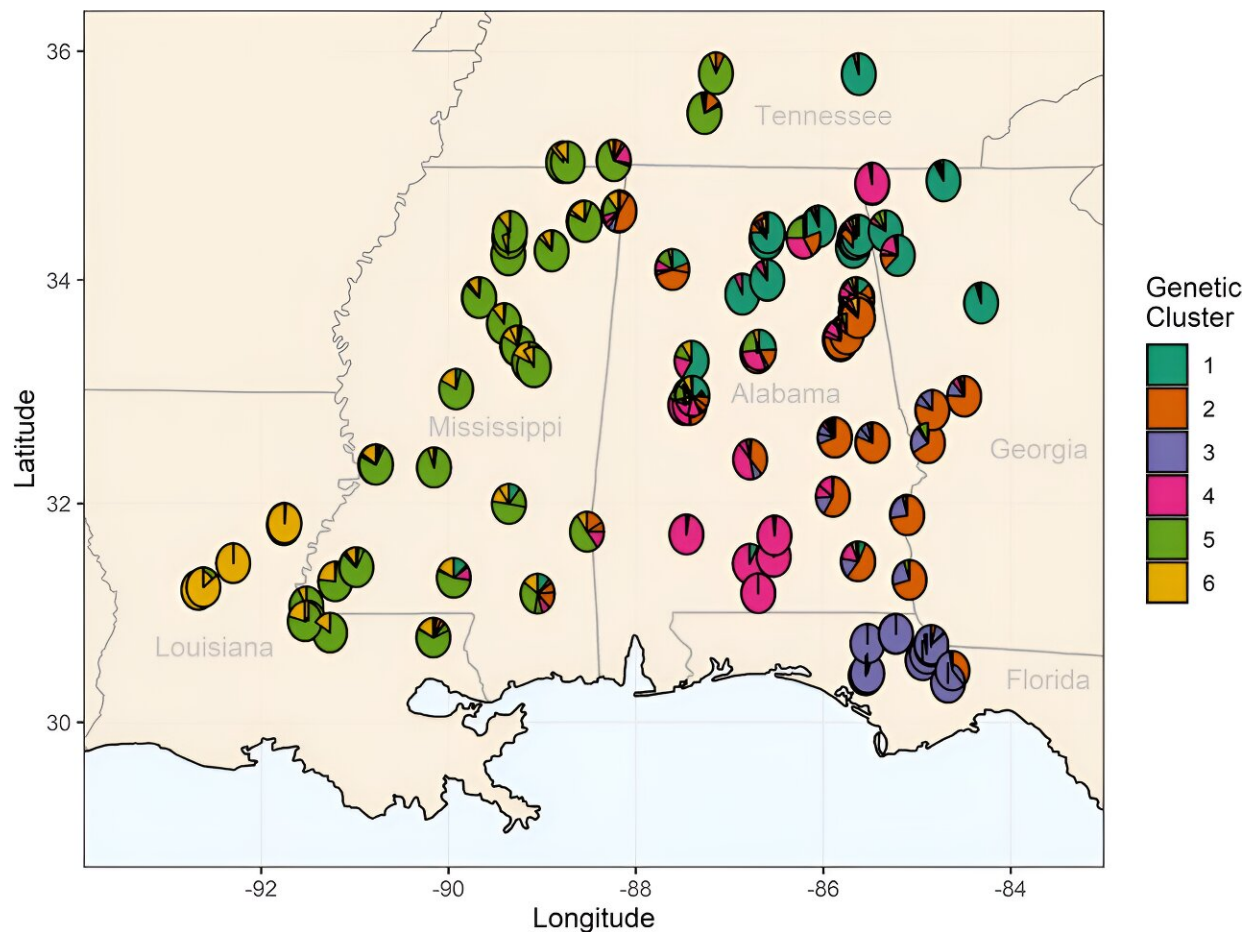 36
34
32
30
Latitude
Tennessee
Alabama
Mississippi
Georgia
Louisiana
Florida
-92
-90
-88
-86
-84
Longitude
Genetic
Cluster
1
2
3
4
5
6